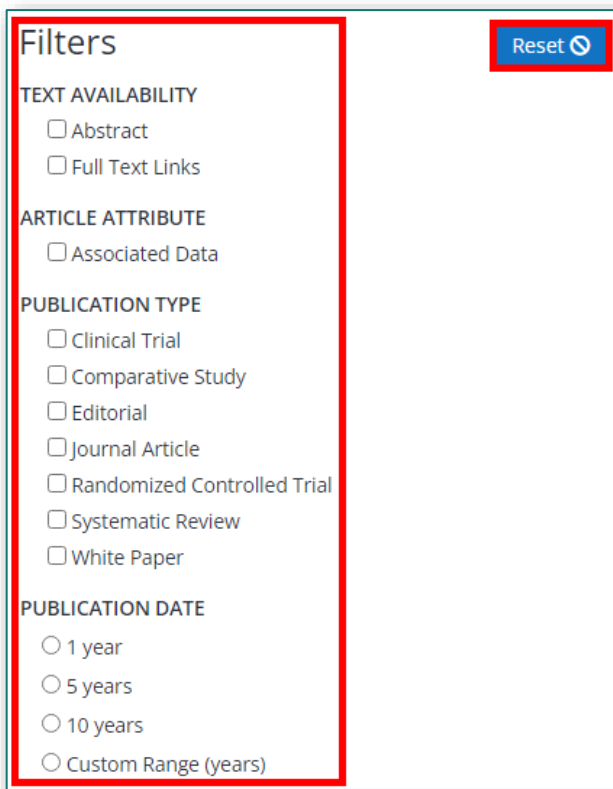 Filters
Reset
TEXT AVAILABILITY
Abstract
Full Text Links
ARTICLE ATTRIBUTE
Associated Data
PUBLICATION TYPE
Clinical Trial
Comparative Study
Editorial
Journal Article
Randomized Controlled Trial
Systematic Review
White Paper
PUBLICATION DATE
1 year
5 years
10 years
Custom Range (years)